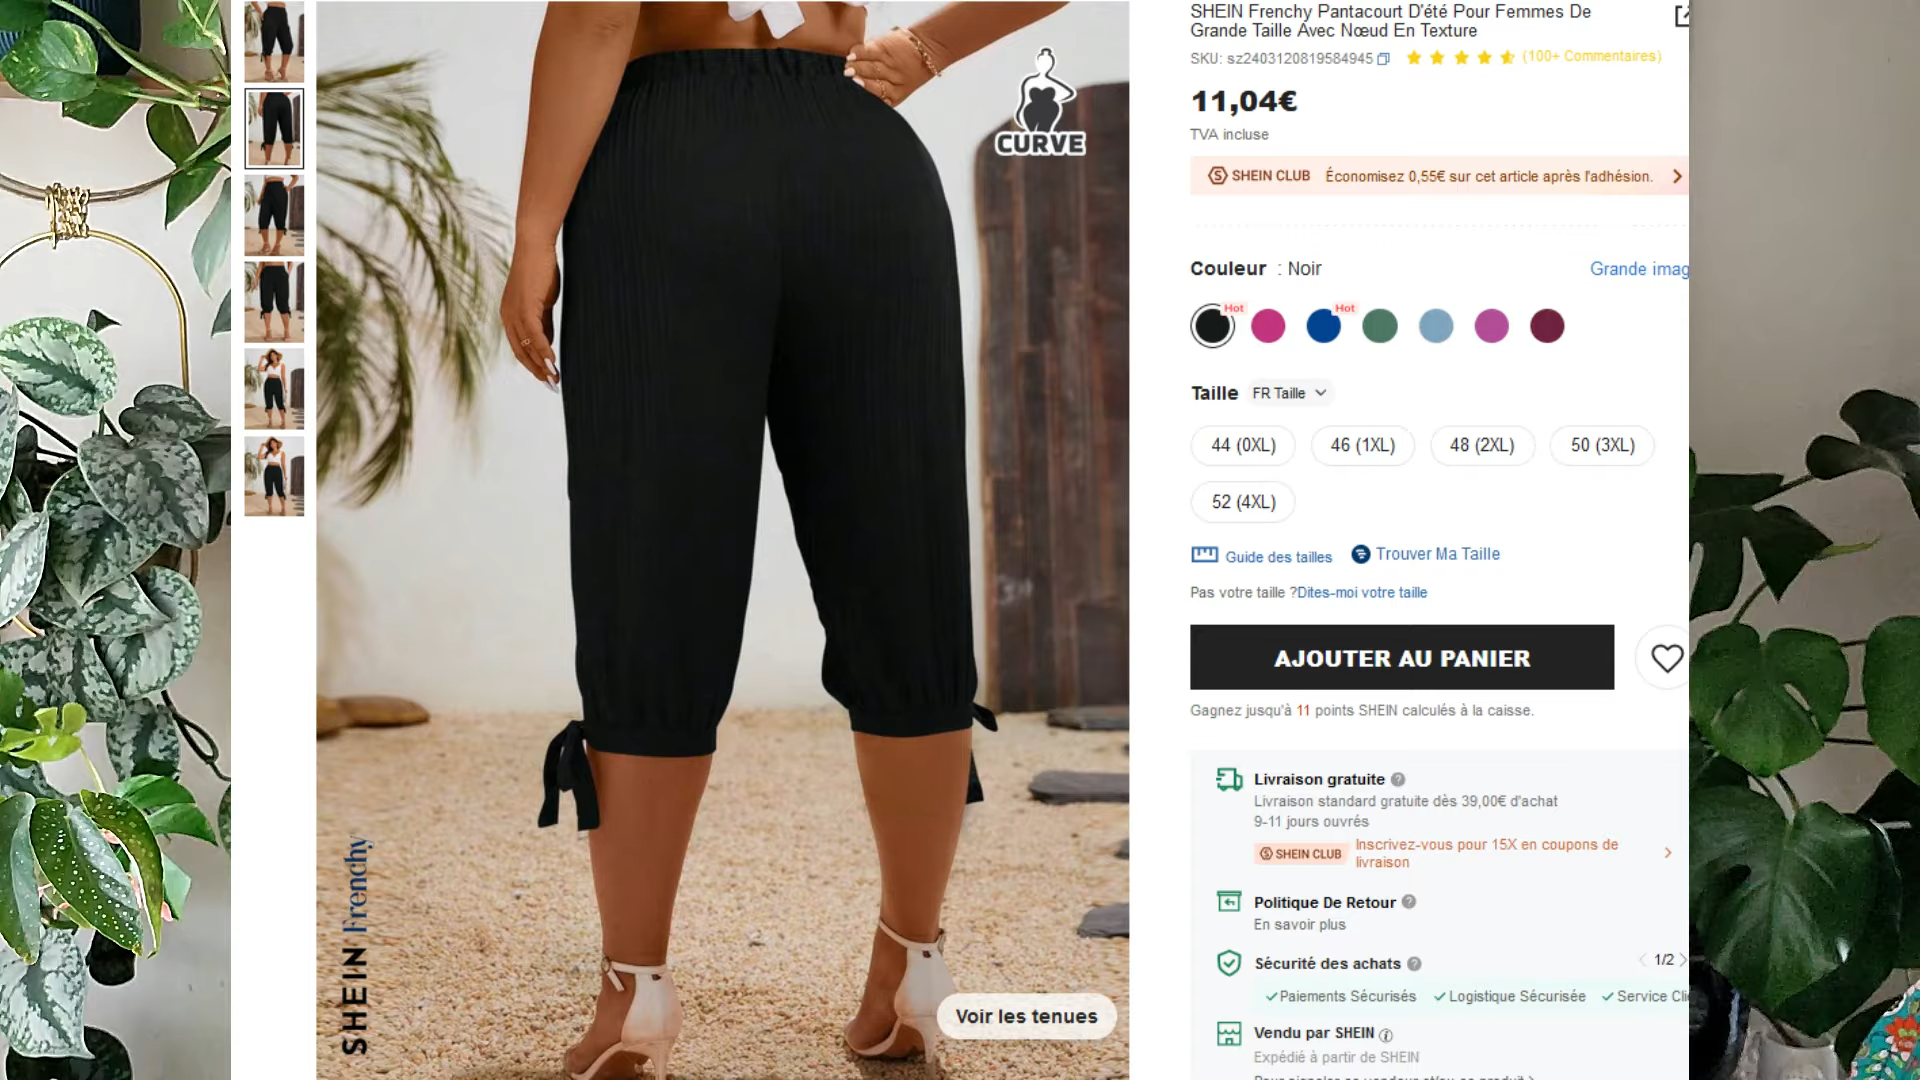 CURVE
SHEIN Frenchy
Voir les tenues
SHEIN Frenchy Pantacourt D'été Pour Femmes De
Grande Taille Avec Nœud En Texture
SKU: sz2403120819584945
(100+ Commentaires)
11,04€
TVA incluse
SHEIN CLUB Économisez 0,55€ sur cet article après l'adhésion.
Couleur : Noir
Grande imag
Hot
Hot
Taille FR Taille
44 (0XL) 46 (1XL) 48 (2XL) 50 (3XL)
52 (4XL)
Guide des tailles Trouver Ma Taille
Pas votre taille ?Dites-moi votre taille
AJOUTER AU PANIER
Gagnez jusqu'à 11 points SHEIN calculés à la caisse.
Livraison gratuite
Livraison standard gratuite dès 39,00€ d'achat
9-11 jours ouvrés
SHEIN CLUB Inscrivez-vous pour 15X en coupons de
livraison
Politique De Retour
En savoir plus
Sécurité des achats
1/2
Paiements Sécurisés Logistique Sécurisée Service Cli
Vendu par SHEIN
Expédié à partir de SHEIN